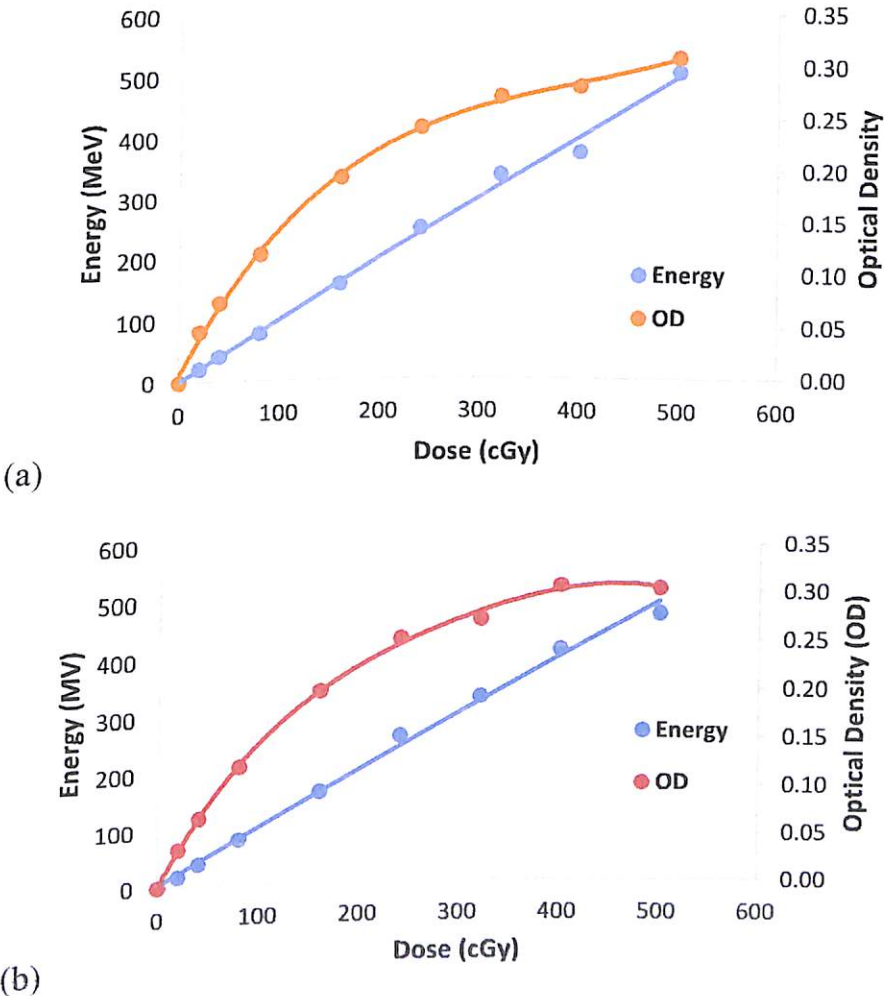 600
500
400
300
200
100
0
Energy (MeV)
0.35
0.30
0.25
0.20
0.15
0.10
0.05
0.00
Optical Density
Energy
OD
0 100 200 300 400 500 600
Dose (cGy)
(a)
600
500
400
300
200
100
0
Energy (MV)
0.35
0.30
0.25
0.20
0.15
0.10
0.05
0.00
Optical Density (OD)
Energy
OD
0 100 200 300 400 500 600
Dose (cGy)
(b)